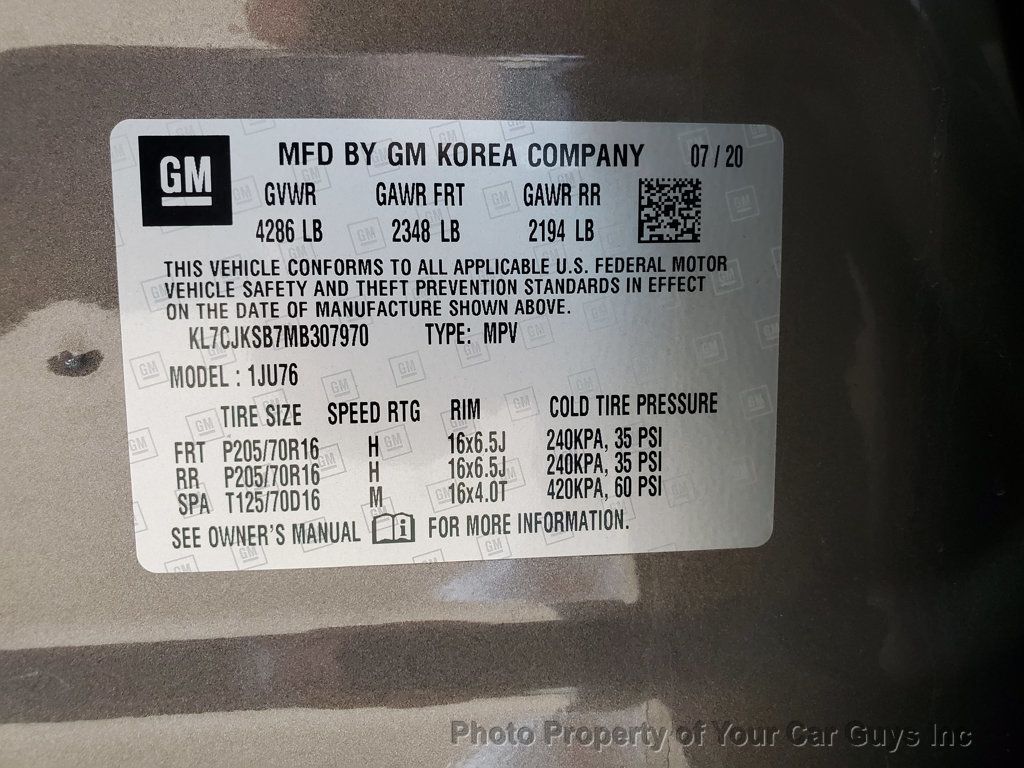 GM MFD BY GM KOREA COMPANY 07 / 20
GVWR GAWR FRT GAWR RR
4286 LB 2348 LB 2194 LB
THIS VEHICLE CONFORMS TO ALL APPLICABLE U.S. FEDERAL MOTOR
VEHICLE SAFETY AND THEFT PREVENTION STANDARDS IN EFFECT
ON THE DATE OF MANUFACTURE SHOWN ABOVE.
KL7CJKSB7MB307970 TYPE: MPV
MODEL : 1JU76
TIRE SIZE SPEED RTG RIM COLD TIRE PRESSURE
FRT P205/70R16 H 16x6.5J 240KPA, 35 PSI
RR P205/70R16 H 16x6.5J 240KPA, 35 PSI
SPA T125/70D16 M 16x4.0T 420KPA, 60 PSI
SEE OWNER'S MANUAL i FOR MORE INFORMATION.
Photo Property of Your Car Guys Inc